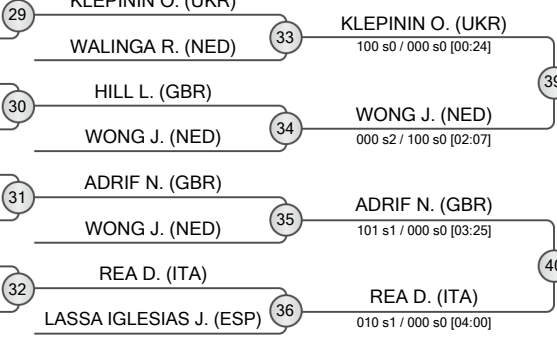 KLEPININ O. (UKR)
29
WALINGA R. (NED)
33
KLEPININ O. (UKR)
100 s0 / 000 s0 [00:24]
39
HILL L. (GBR)
30
WONG J. (NED)
34
WONG J. (NED)
000 s2 / 100 s0 [02:07]
ADRIF N. (GBR)
31
WONG J. (NED)
35
ADRIF N. (GBR)
101 s1 / 000 s0 [03:25]
40
REA D. (ITA)
32
LASSA IGLESIAS J. (ESP)
36
REA D. (ITA)
010 s1 / 000 s0 [04:00]